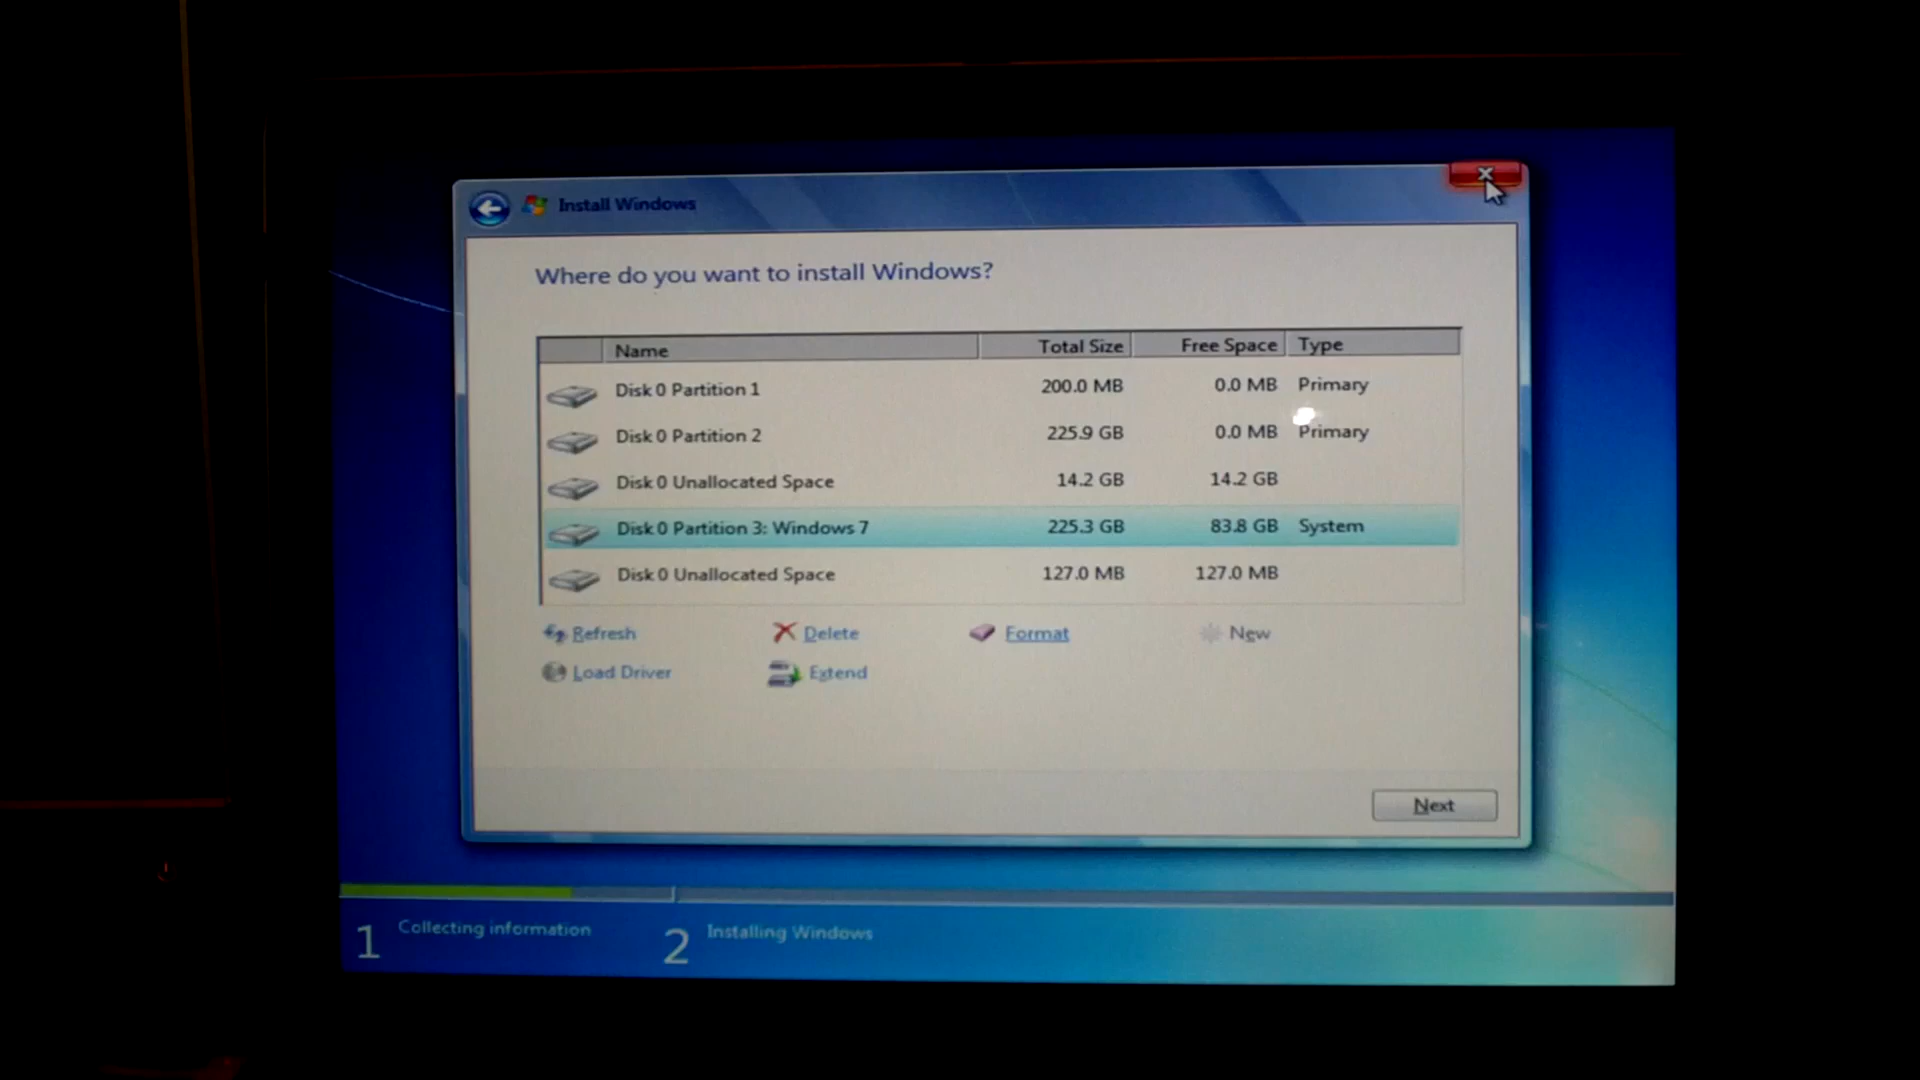 Install Windows
Where do you want to install Windows?
Name Total Size Free Space Type
Disk 0 Partition 1 200.0 MB 0.0 MB Primary
Disk 0 Partition 2 225.9 GB 0.0 MB Primary
Disk 0 Unallocated Space 14.2 GB 14.2 GB
Disk 0 Partition 3: Windows 7 225.3 GB 83.8 GB System
Disk 0 Unallocated Space 127.0 MB 127.0 MB
Refresh Delete Format New
Load Driver Extend
Next
1 Collecting information 2 Installing Windows